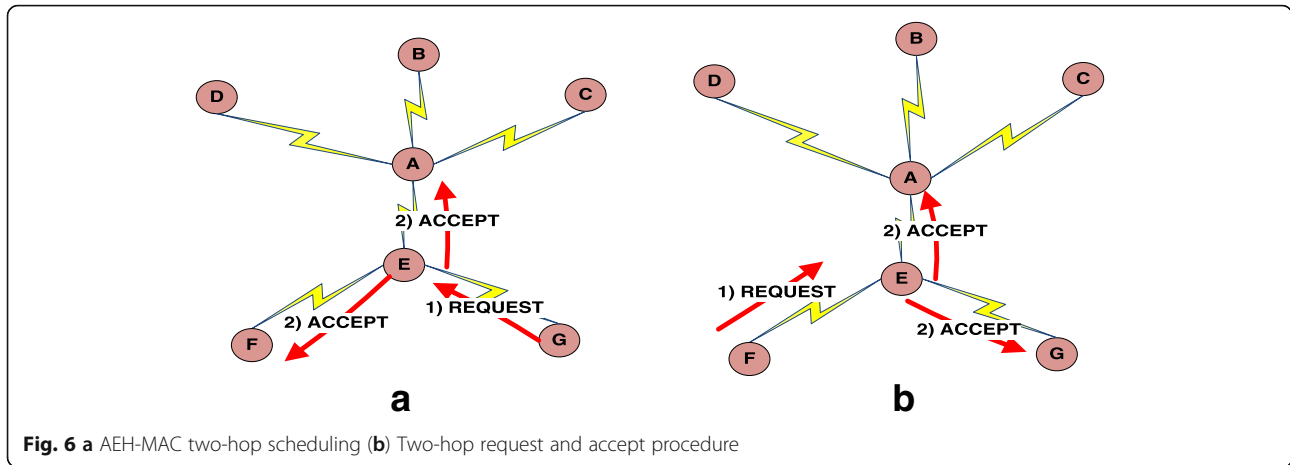 B
D
C
A
2) ACCEPT
E
1) REQUEST
2) ACCEPT
F
G
a
B
D
C
A
2) ACCEPT
E
1) REQUEST
2) ACCEPT
F
G
b
Fig. 6 a AEH-MAC two-hop scheduling (b) Two-hop request and accept procedure